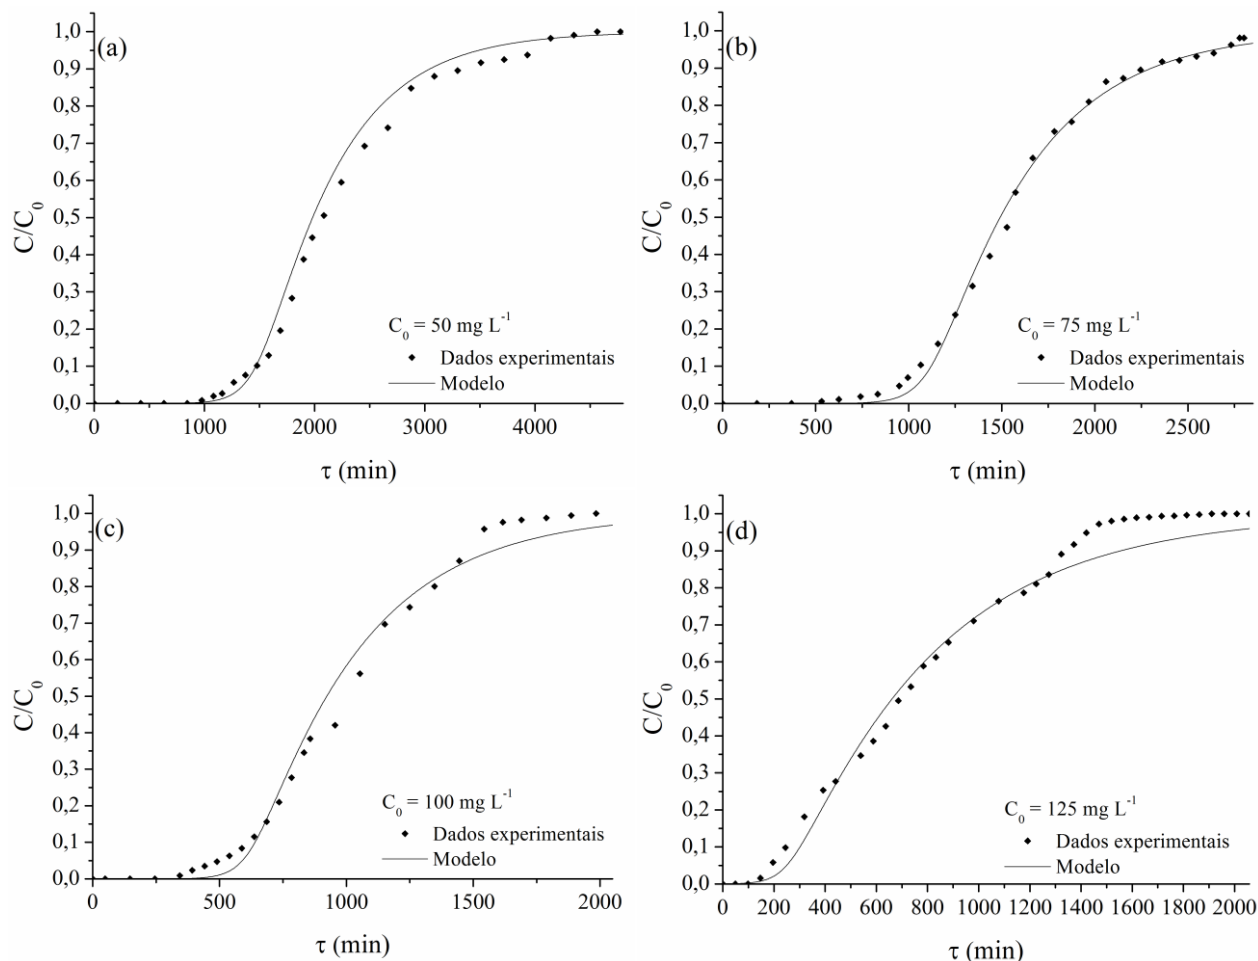 (a)
C/C₀
1,0
0,9
0,8
0,7
0,6
0,5
0,4
0,3
0,2
0,1
0,0
C₀ = 50 mg L⁻¹
Dados experimentais
Modelo
0 1000 2000 3000 4000
τ (min)
(b)
C/C₀
1,0
0,9
0,8
0,7
0,6
0,5
0,4
0,3
0,2
0,1
0,0
C₀ = 75 mg L⁻¹
Dados experimentais
Modelo
0 500 1000 1500 2000 2500
τ (min)
(c)
C/C₀
1,0
0,9
0,8
0,7
0,6
0,5
0,4
0,3
0,2
0,1
0,0
C₀ = 100 mg L⁻¹
Dados experimentais
Modelo
0 500 1000 1500 2000
τ (min)
(d)
C/C₀
1,0
0,9
0,8
0,7
0,6
0,5
0,4
0,3
0,2
0,1
0,0
C₀ = 125 mg L⁻¹
Dados experimentais
Modelo
0 200 400 600 800 1000 1200 1400 1600 1800 2000
τ (min)